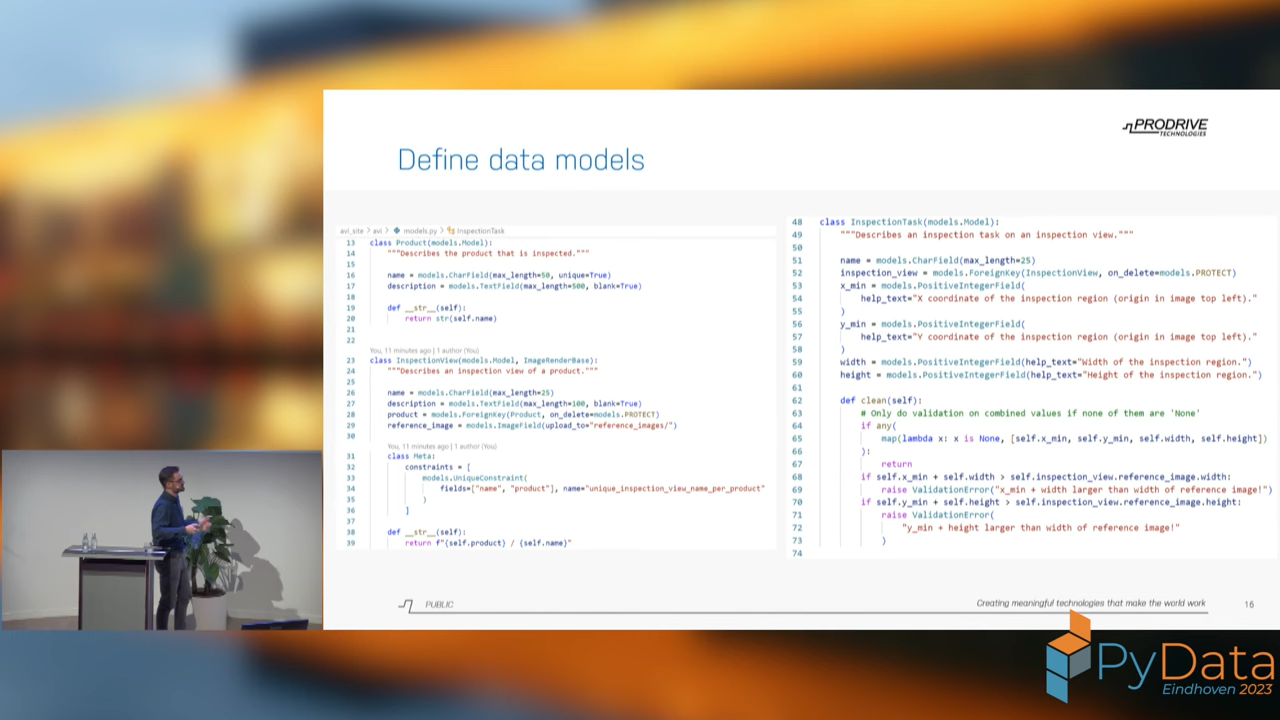 PRODRIVE
TECHNOLOGIES
Define data models
avi_site > avi > models.py > InspectionTask
13 class Product(models.Model):
14 """Describes the product that is inspected."""
15
16 name = models.CharField(max_length=50, unique=True)
17 description = models.TextField(max_length=500, blank=True)
18
19 def __str__(self):
20 return str(self.name)
21
22
You, 11 minutes ago | 1 author (You)
23 class InspectionView(models.Model, ImageRenderBase):
24 """Describes an inspection view of a product."""
25
26 name = models.CharField(max_length=25)
27 description = models.TextField(max_length=100, blank=True)
28 product = models.ForeignKey(Product, on_delete=models.PROTECT)
29 reference_image = models.ImageField(upload_to="reference_images/")
30
You, 11 minutes ago | 1 author (You)
31 class Meta:
32 constraints = [
33 models.UniqueConstraint(
34 fields=["name", "product"], name="unique_inspection_view_name_per_product"
35 )
36 ]
37
38 def __str__(self):
39 return f"{self.product} / {self.name}"
48 class InspectionTask(models.Model):
49 """Describes an inspection task on an inspection view."""
50
51 name = models.CharField(max_length=25)
52 inspection_view = models.ForeignKey(InspectionView, on_delete=models.PROTECT)
53 x_min = models.PositiveIntegerField(
54 help_text="X coordinate of the inspection region (origin in image top left)."
55 )
56 y_min = models.PositiveIntegerField(
57 help_text="Y coordinate of the inspection region (origin in image top left)."
58 )
59 width = models.PositiveIntegerField(help_text="Width of the inspection region.")
60 height = models.PositiveIntegerField(help_text="Height of the inspection region.")
61
62 def clean(self):
63 # Only do validation on combined values if none of them are 'None'
64 if any(
65 map(lambda x: x is None, [self.x_min, self.y_min, self.width, self.height])
66 ):
67 return
68 if self.x_min + self.width > self.inspection_view.reference_image.width:
69 raise ValidationError("x_min + width larger than width of reference image!")
70 if self.y_min + self.height > self.inspection_view.reference_image.height:
71 raise ValidationError(
72 "y_min + height larger than width of reference image!"
73 )
74
PUBLIC
Creating meaningful technologies that make the world work
16
PyData
Eindhoven 2023